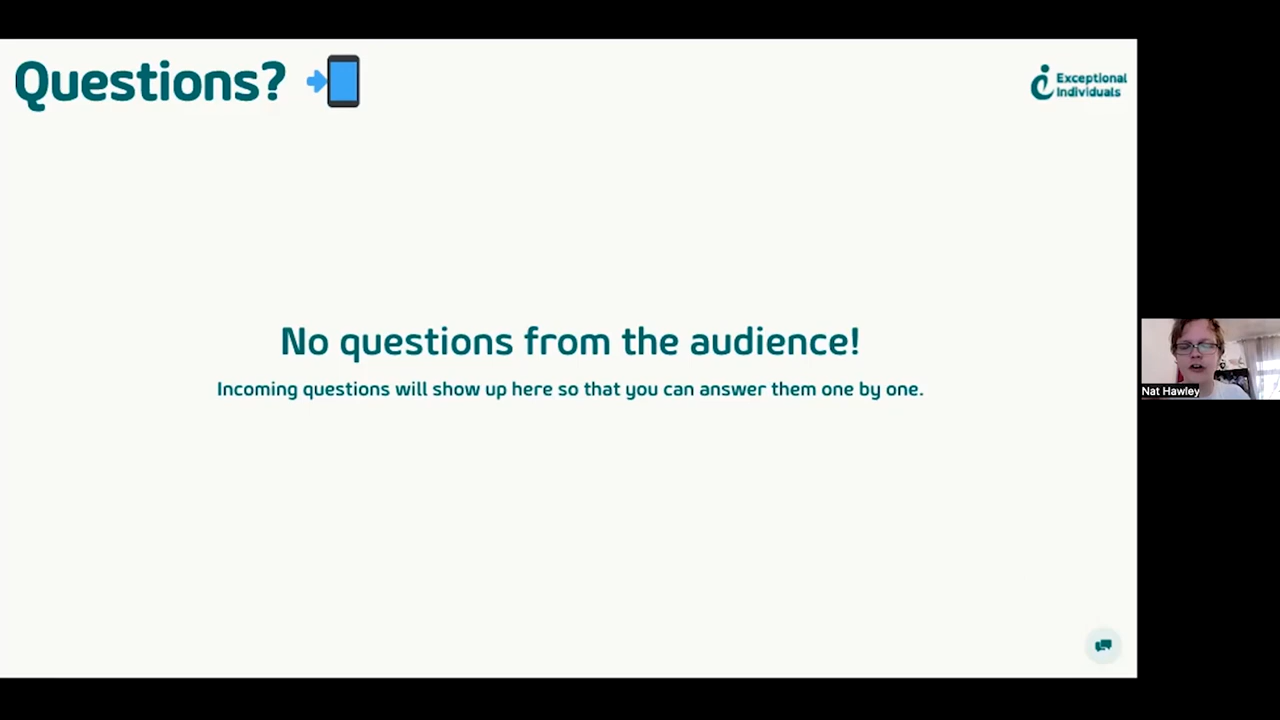 Questions?
Exceptional
Individuals
No questions from the audience!
Incoming questions will show up here so that you can answer them one by one.
Nat Hawley